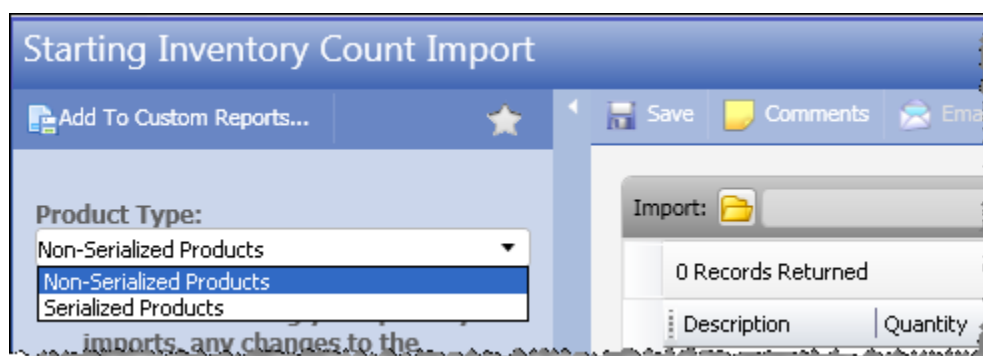 Starting Inventory Count Import
Add To Custom Reports...
Save Comments
Product Type:
Non-Serialized Products
Non-Serialized Products
Serialized Products
imports, any changes to the
Import:
0 Records Returned
Description Quantity